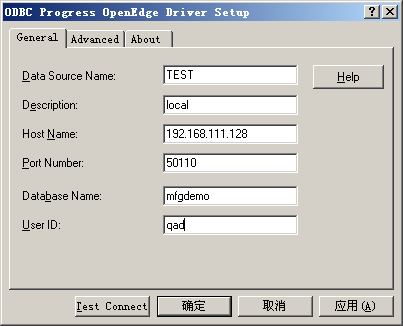 ODBC Progress OpenEdge Driver Setup
General Advanced About
Data Source Name: TEST Help
Description: local
Host Name: 192.168.111.128
Port Number: 50110
Database Name: mfgdemo
User ID: qad
Test Connect 确定 取消 应用(A)